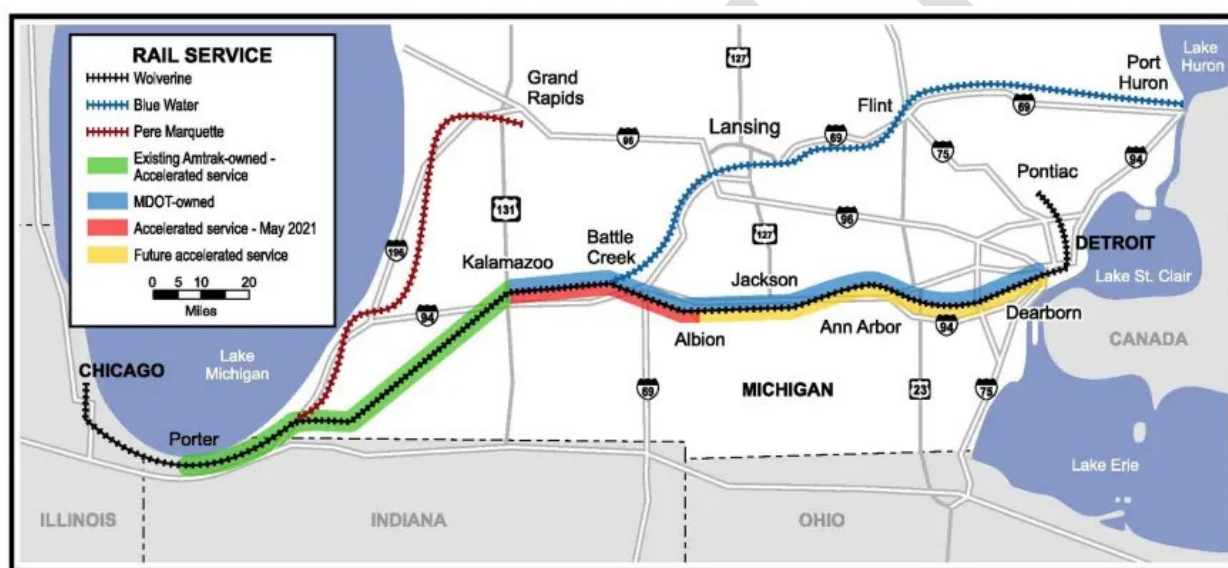 RAIL SERVICE
Wolverine
Blue Water
Pere Marquette
Existing Amtrak-owned -
Accelerated service
MDOT-owned
Accelerated service - May 2021
Future accelerated service
0 5 10 20
Miles
Grand
Rapids
127
Lansing
69
96
Flint
69
75
94
Port
Huron
Lake
Huron
Pontiac
131
196
Kalamazoo
Battle
Creek
127
96
DETROIT
Jackson
Lake St. Clair
94
Albion
Ann Arbor
94
Dearborn
CANADA
CHICAGO
Lake
Michigan
MICHIGAN
69
23
75
Porter
Lake Erie
ILLINOIS
INDIANA
OHIO